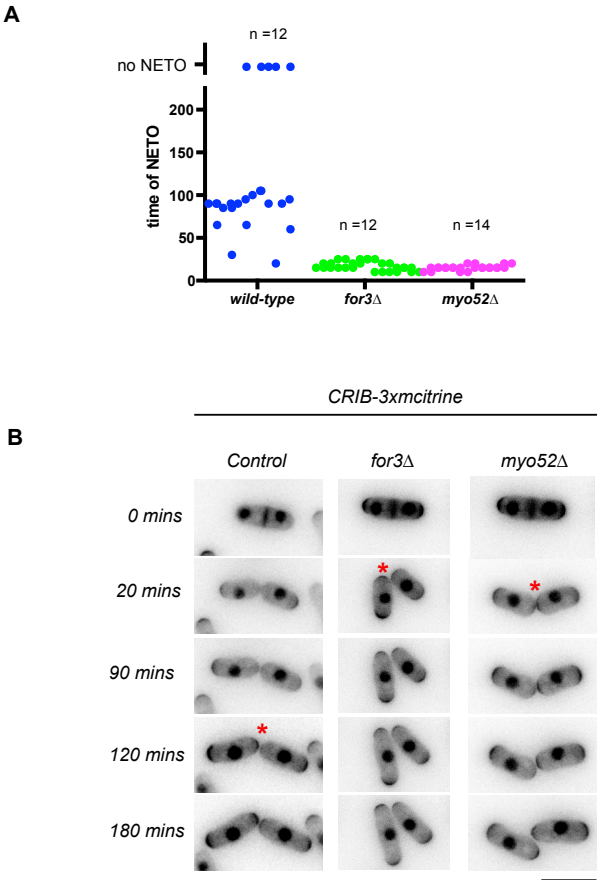 A
n =12
no NETO
200
150
100
50
0
time of NETO
n =12
n =14
wild-type for3Δ myo52Δ
CRIB-3xmcitrine
B
Control for3Δ myo52Δ
0 mins
20 mins
*
*
90 mins
120 mins
*
180 mins